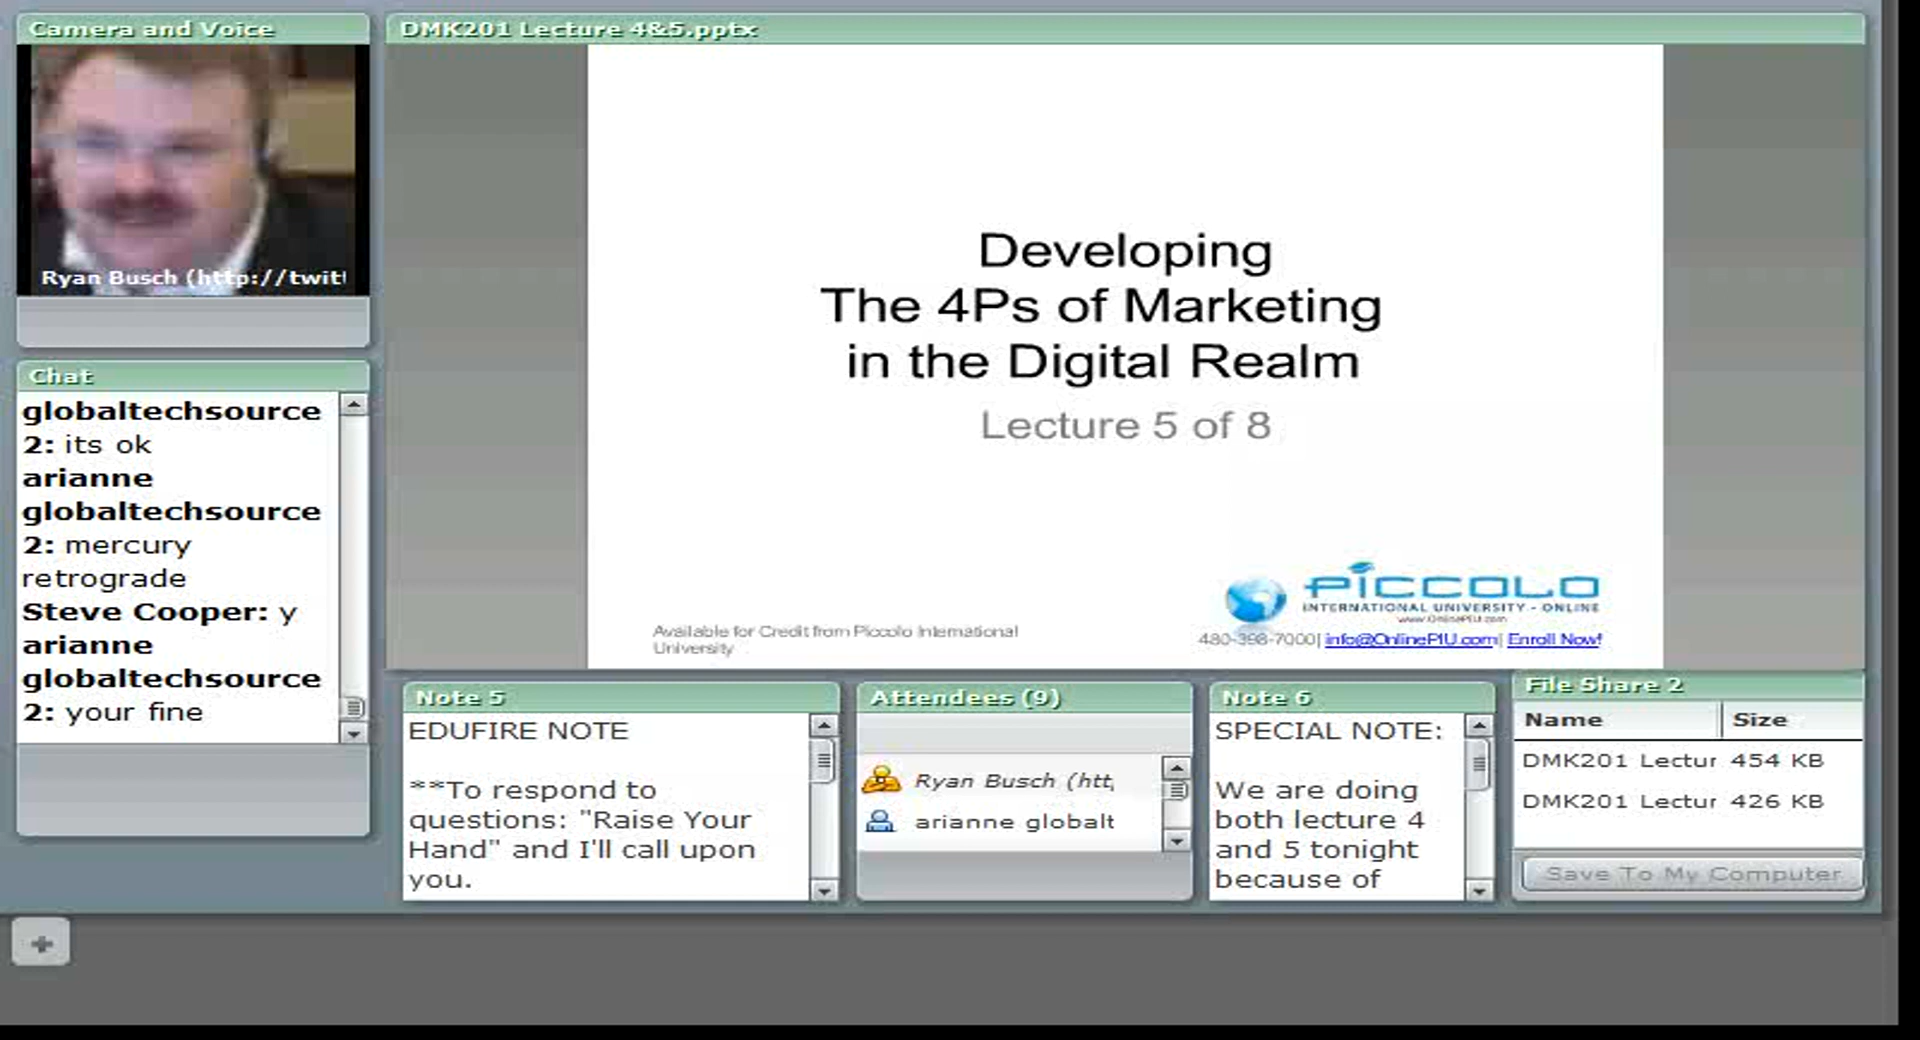 Camera and Voice
Ryan Busch (http://twitt
Chat
globaltechsource
2: its ok
arianne
globaltechsource
2: mercury
retrograde
Steve Cooper: y
arianne
globaltechsource
2: your fine
DMK201 Lecture 4&5.pptx
Developing
The 4Ps of Marketing
in the Digital Realm
Lecture 5 of 8
Available for Credit from Piccolo International
University
PICCOLO
INTERNATIONAL UNIVERSITY - ONLINE
www.OnlinePIU.com
480-398-7000| info@OnlinePIU.com| Enroll Now!
Note 5
EDUFIRE NOTE
**To respond to
questions: "Raise Your
Hand" and I'll call upon
you.
Attendees (9)
Ryan Busch (htt
arianne globalt
Note 6
SPECIAL NOTE:
We are doing
both lecture 4
and 5 tonight
because of
File Share 2
Name Size
DMK201 Lectur 454 KB
DMK201 Lectur 426 KB
Save To My Computer